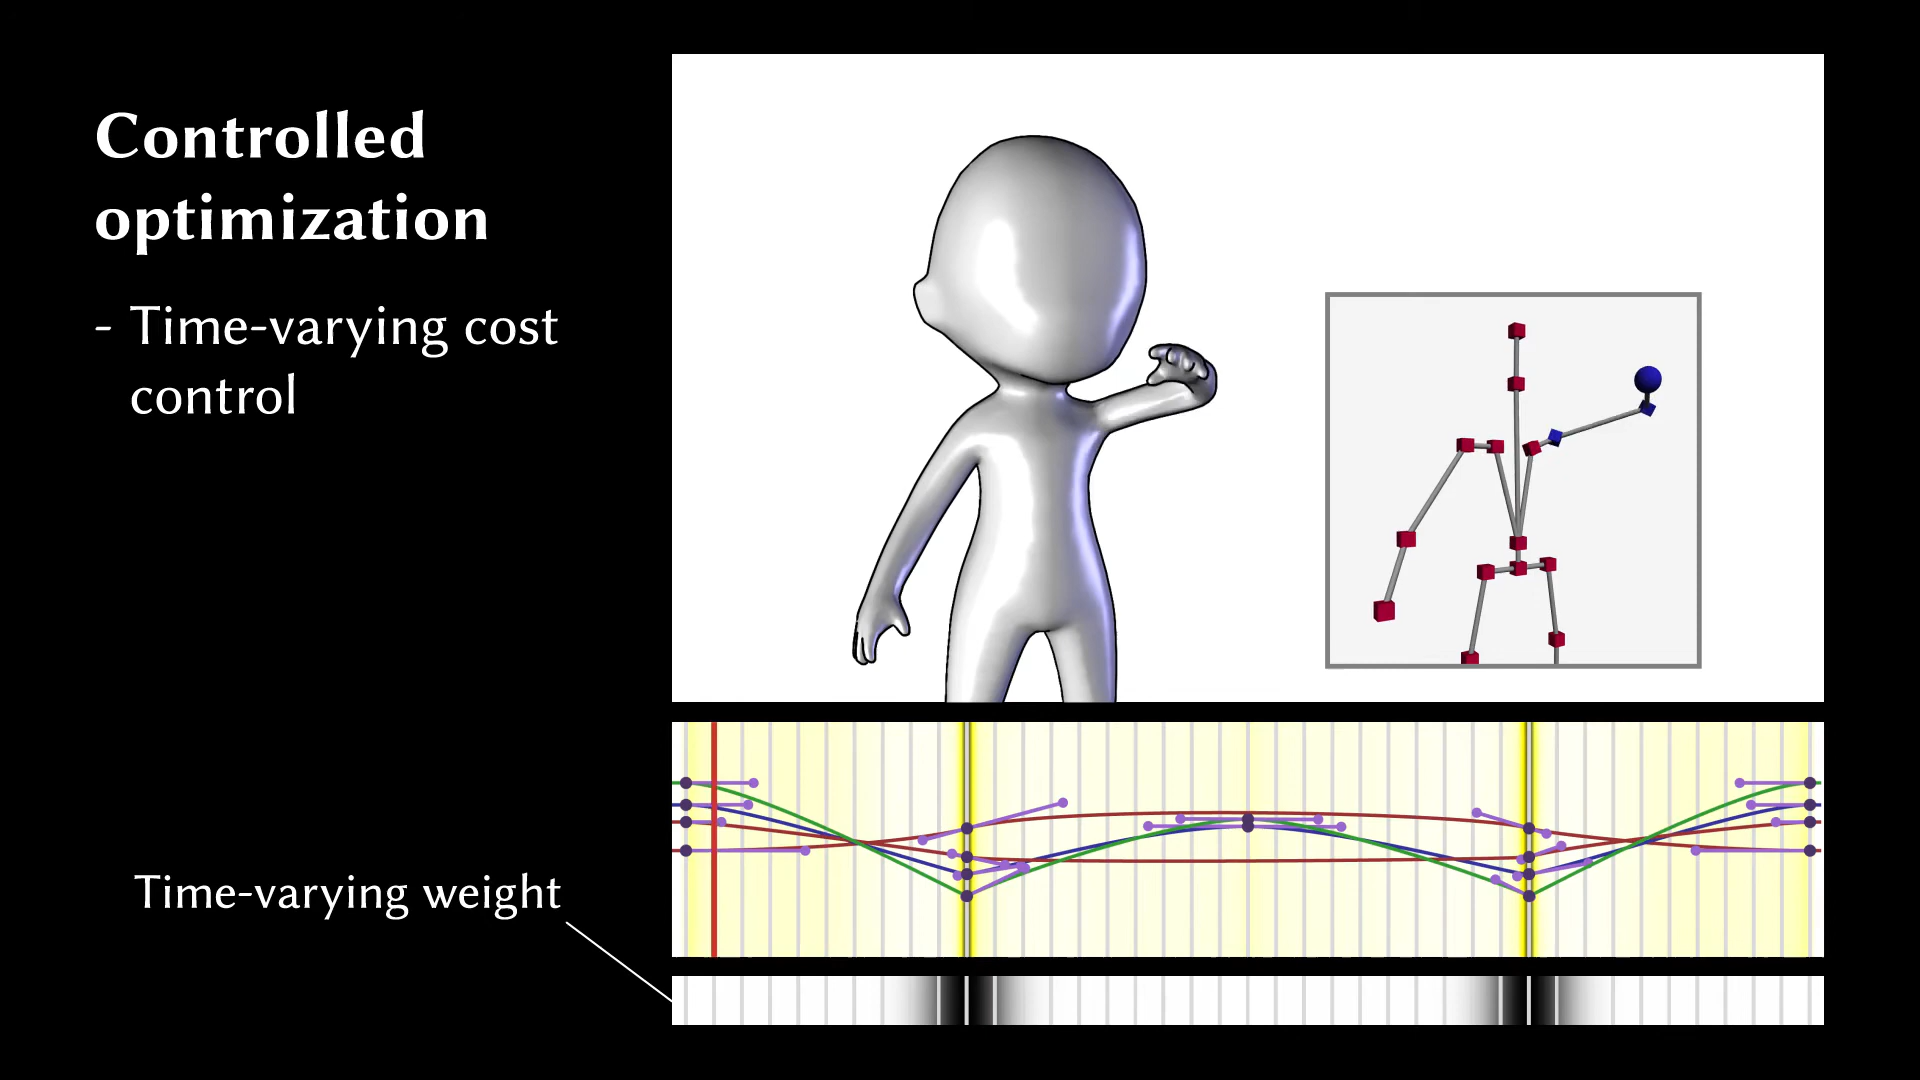 Controlled
optimization
- Time-varying cost
control
Time-varying weight